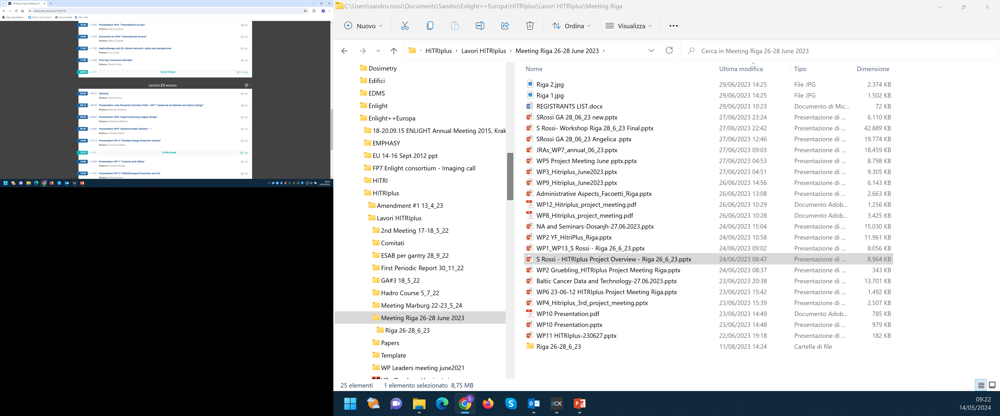 HITRIplus Project Meeting (22-
indico.cern.ch/event/1378319/
https://quotidiano.r...
Tutto il mio Corriere...
Nuova scheda
Este - Este
16:30 → 16:50 Presentation WP6 "Transnational Access" 20m
Relatore: Marco Durante
16:50 → 17:00 Discussion on WP6 "Transnational Access" 10m
Relatore: Marco Durante
17:00 → 17:30 Hadrontherapy and EU clinical networks: status and perspectives 30m
Relatore: Lisa Licitra
17:30 → 17:40 First Day Conclusion Remarks 10m
Relatore: Sandro Rossi
20:00 → 21:30 Social Dinner 1O 30m
GIOVEDÌ 23 MAGGIO
09:00 → 09:10 Opening 10m
Relatore: Sandro Rossi
09:10 → 09:30 Presentation Joint Research Activities Pillar + WP7 "Advanced Accelerator and Gantry Design" 20m
Relatore: Maurizio Vretenar
09:30 → 09:45 Presentation WP8 "Superconducting magnet design" 15m
Relatore: Ernesto De Matteis
09:45 → 10:00 Presentation WP9 "Advanced beam delivery" 15m
Relatore: Christian Graeff
10:00 → 10:15 Presentation WP10 "Multiple Energy Extraction System" 15m
Relatore: Thomas Haberer
10:15 → 10:30 Coffee Break 15m
10:30 → 10:45 Presentation WP11 "Controls and Safety" 15m
Relatore: Dominik Perusko
10:45 → 11:00 Presentation WP12 "Radiobiological Dosimetry and QA" 15m
Relatore: Ulrike Schoetz
09:22
14/05/2024
C:\Users\sandro.rossi\Documents\Sandro\Enlight++Europa\HITRIplus\Lavori HITRIplus\Meeting Riga
Nuovo
Ordina
Visualizza
« HITRIplus › Lavori HITRIplus › Meeting Riga 26-28 June 2023 ›
Cerca in Meeting Riga 26-28 June 2023
Dosimetry
Edifici
EDMS
Enlight
Enlight++Europa
18-20.09.15 ENLIGHT Annual Meeting 2015, Krak
EMPHASY
EU 14-16 Sept 2012 ppt
FP7 Enlight consortium - Imaging call
HITRI
HITRIplus
Amendment #1 13_4_23
Lavori HITRIplus
2nd Meeting 17-18_5_22
Comitati
ESAB per gantry 28_9_22
First Periodic Report 30_11_22
GA#3 18_5_22
Hadro Course 5_7_22
Meeting Marburg 22-23_5_24
Meeting Riga 26-28 June 2023
Riga 26-28_6_23
Papers
Template
WP Leaders meeting june2021
Nome Ultima modifica Tipo Dimensione
Riga 2.jpg 29/06/2023 14:25 File JPG 2.374 KB
Riga 1.jpg 29/06/2023 14:25 File JPG 1.502 KB
REGISTRANTS LIST.docx 29/06/2023 10:23 Documento di Mic... 72 KB
SRossi GA 28_06_23 new.pptx 27/06/2023 23:24 Presentazione di ... 6.110 KB
S Rossi- Workshop Riga 28_6_23 Final.pptx 27/06/2023 22:42 Presentazione di ... 42.889 KB
SRossi GA 28_06_23 Angelica .pptx 27/06/2023 12:46 Presentazione di ... 19.774 KB
JRAs_WP7_annual_06_23.pptx 27/06/2023 09:03 Presentazione di ... 18.459 KB
WP5 Project Meeting June pptx.pptx 27/06/2023 04:53 Presentazione di ... 8.798 KB
WP3_Hitriplus_June2023.pptx 27/06/2023 04:51 Presentazione di ... 9.305 KB
WP9_Hitriplus_June2023.pptx 26/06/2023 14:56 Presentazione di ... 6.143 KB
Administrative Aspects_Facoetti_Riga.pptx 26/06/2023 13:08 Presentazione di ... 2.663 KB
WP12_Hitriplus_project_meeting.pdf 26/06/2023 10:29 Documento Adob... 1.256 KB
WP8_Hitriplus_project_meeting.pdf 26/06/2023 10:28 Documento Adob... 3.425 KB
NA and Seminars-Dosanjh-27.06.2023.pptx 24/06/2023 15:04 Presentazione di ... 15.030 KB
WP2 YF_HitriPlus_Riga.pptx 24/06/2023 10:58 Presentazione di ... 11.961 KB
WP1_WP13_S Rossi - Riga 26_6_23.pptx 24/06/2023 09:02 Presentazione di ... 8.056 KB
S Rossi - HITRIplus Project Overview - Riga 26_6_23.pptx 24/06/2023 08:47 Presentazione di ... 8.964 KB
WP2 Gruebling_HITRIplus Project Meeting Riga.pptx 24/06/2023 08:37 Presentazione di ... 343 KB
Baltic Cancer Data and Technology-27.06.2023.pptx 23/06/2023 20:38 Presentazione di ... 13.701 KB
WP6 23-06-12 HITRIplus Project Meeting Riga.pptx 23/06/2023 15:42 Presentazione di ... 1.492 KB
WP4_Hitriplus_3rd_project_meeting.pptx 23/06/2023 15:39 Presentazione di ... 2.507 KB
WP10 Presentation.pdf 23/06/2023 14:49 Documento Adob... 785 KB
WP10 Presentation.pptx 23/06/2023 14:48 Presentazione di ... 979 KB
WP11 HITRIplus-230627.pptx 22/06/2023 19:18 Presentazione di ... 182 KB
Riga 26-28_6_23 11/08/2023 14:24 Cartella di file
25 elementi 1 elemento selezionato 8,75 MB
3CX
09:22
14/05/2024